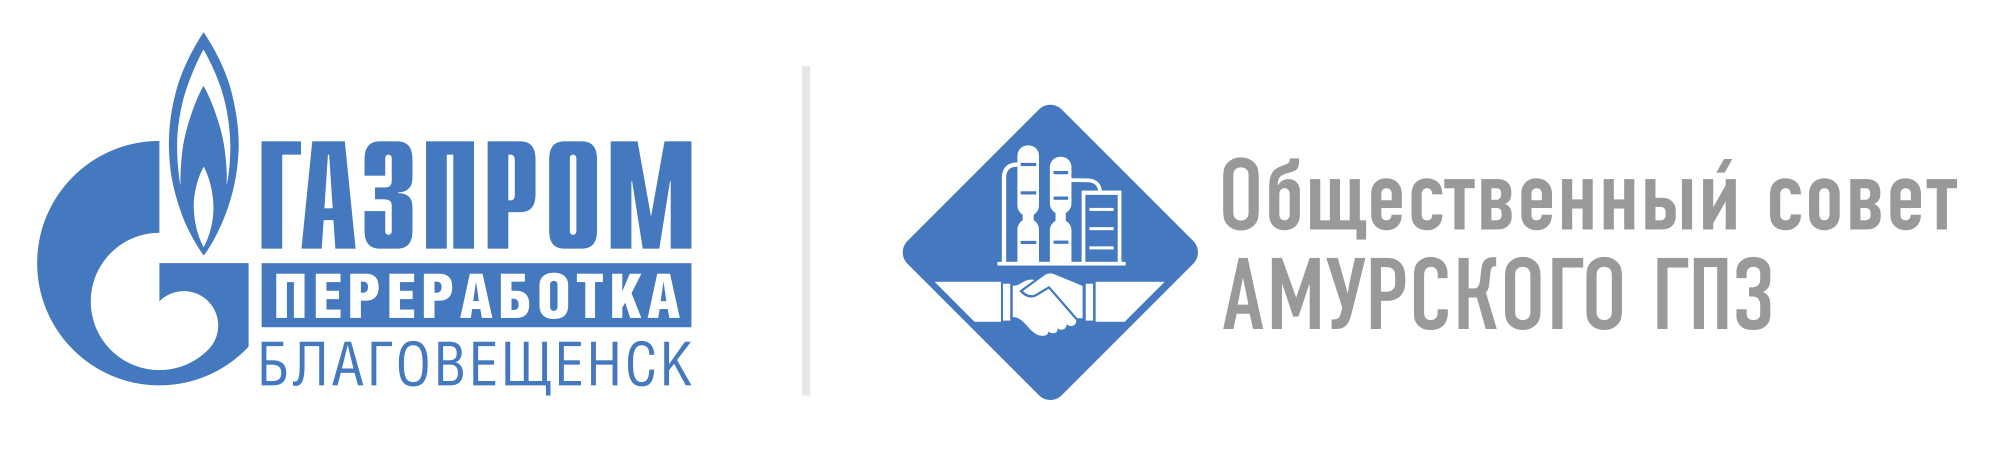 ГАЗПРОМ
ПЕРЕРАБОТКА
БЛАГОВЕЩЕНСК
Общественный совет
АМУРСКОГО ГПЗ